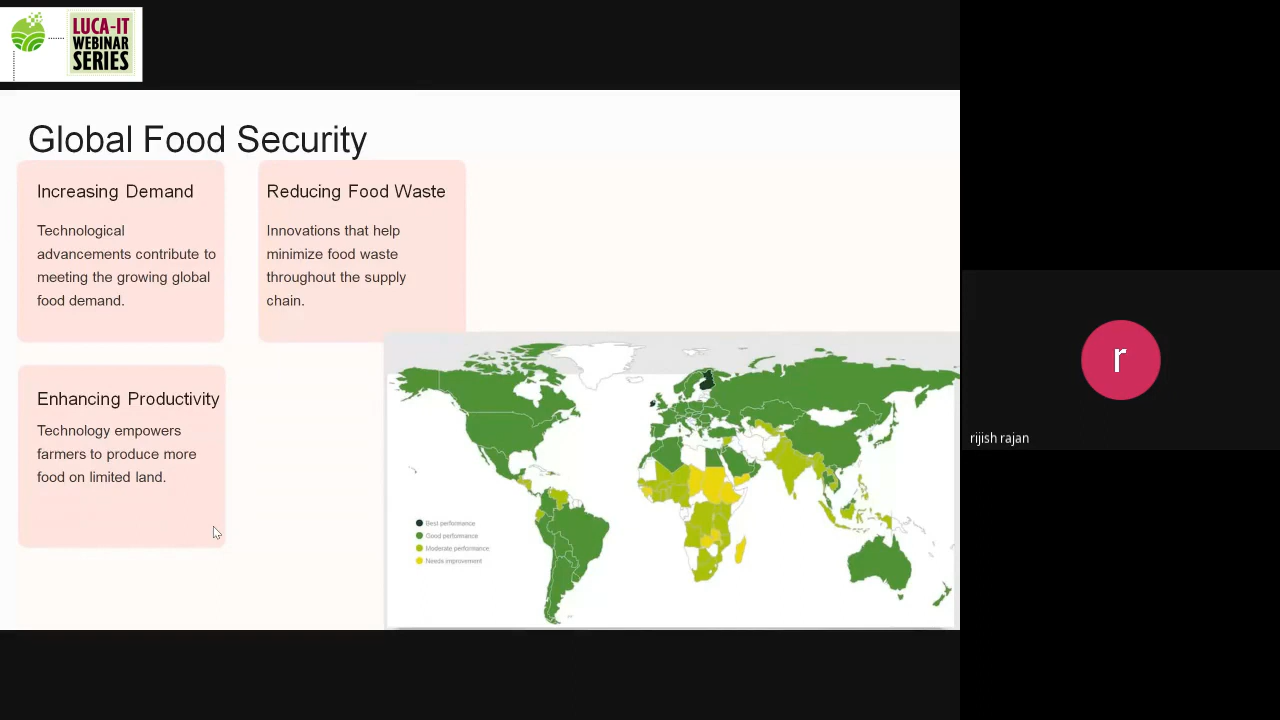 LUCA-IT
WEBINAR
SERIES
Global Food Security
Increasing Demand
Technological
advancements contribute to
meeting the growing global
food demand.
Reducing Food Waste
Innovations that help
minimize food waste
throughout the supply
chain.
Enhancing Productivity
Technology empowers
farmers to produce more
food on limited land.
Best performance
Good performance
Moderate performance
Needs improvement
r
rijish rajan